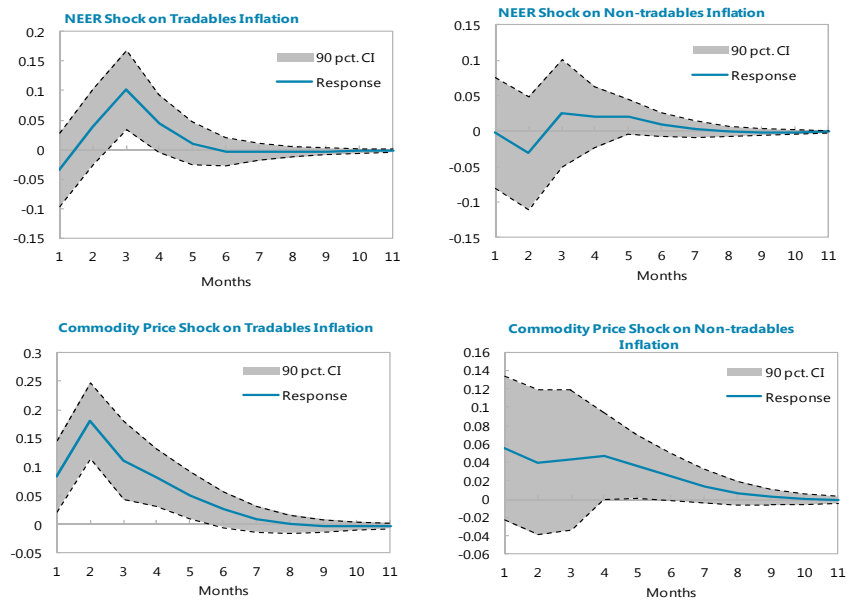 NEER Shock on Tradables Inflation
0.2
0.15
0.1
0.05
0
-0.05
-0.1
-0.15
90 pct. CI
Response
1 2 3 4 5 6 7 8 9 10 11
Months
NEER Shock on Non-tradables Inflation
0.15
0.1
0.05
0
-0.05
-0.1
-0.15
90 pct. CI
Response
1 2 3 4 5 6 7 8 9 10 11
Months
Commodity Price Shock on Tradables Inflation
0.3
0.25
0.2
0.15
0.1
0.05
0
-0.05
90 pct. CI
Response
1 2 3 4 5 6 7 8 9 10 11
Months
Commodity Price Shock on Non-tradables
Inflation
0.16
0.14
0.12
0.1
0.08
0.06
0.04
0.02
0
-0.02
-0.04
-0.06
90 pct. CI
Response
1 2 3 4 5 6 7 8 9 10 11
Months